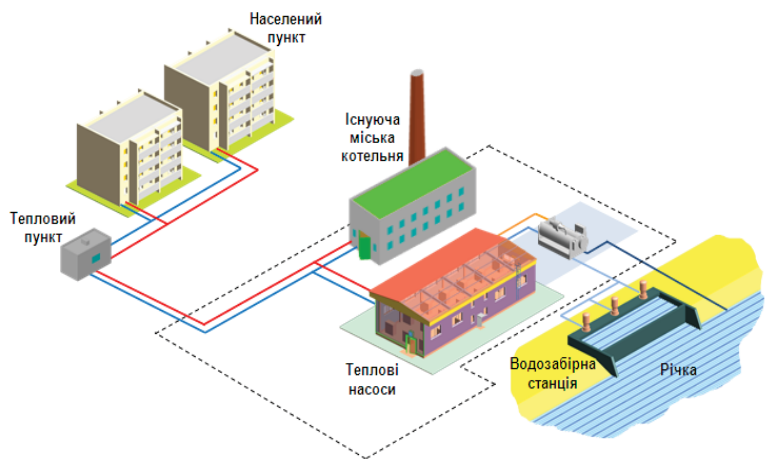 Населений
пункт
Існуюча
міська
котельня
Тепловий
пункт
Теплові
насоси
Водозабірна
станція
Річка